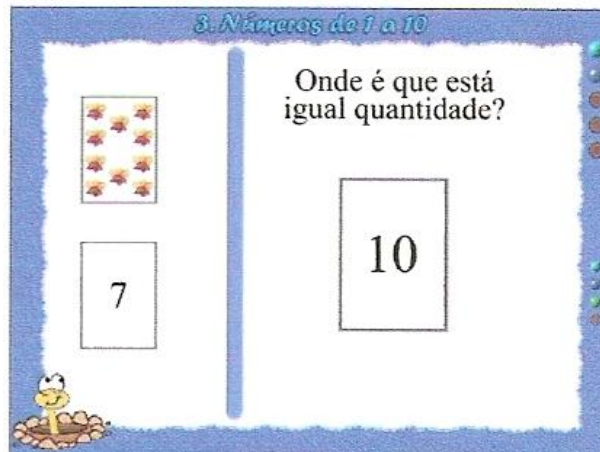 3. Números de 1 a 10
Onde é que está
igual quantidade?
10
7